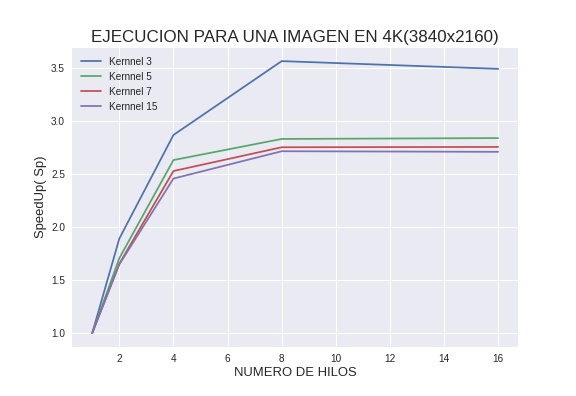 EJECUCION PARA UNA IMAGEN EN 4K(3840x2160)
Kernnel 3
Kernnel 5
Kernnel 7
Kernnel 15
3.5
3.0
2.5
2.0
1.5
1.0
SpeedUp( Sp)
2 4 6 8 10 12 14 16
NUMERO DE HILOS